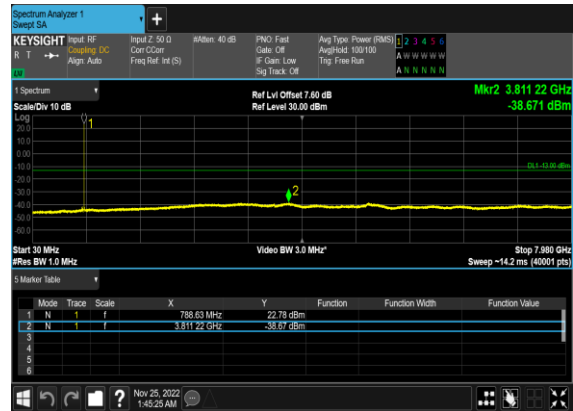 Spectrum Analyzer 1
Swept SA
KEYSIGHT
R T
LW
Input: RF
Coupling: DC
Align: Auto
Input Z: 50 Ω
Corr CCorr
Freq Ref: Int (S)
#Atten: 40 dB
PNO: Fast
Gate: Off
IF Gain: Low
Sig Track: Off
Avg Type: Power (RMS)
Avg|Hold: 100/100
Trig: Free Run
1 2 3 4 5 6
A W W W W W
A N N N N N
1 Spectrum
Scale/Div 10 dB
Ref Lvl Offset 7.60 dB
Ref Level 30.00 dBm
Mkr2 3.811 22 GHz
-38.671 dBm
Log
20.0
10.0
0.00
-10.0
-20.0
-30.0
-40.0
-50.0
-60.0
1
2
DL1 -13.00 dBm
Start 30 MHz
#Res BW 1.0 MHz
Video BW 3.0 MHz*
Stop 7.980 GHz
Sweep ~14.2 ms (40001 pts)
5 Marker Table
Mode Trace Scale X Y Function Function Width Function Value
1 N 1 f 788.63 MHz 22.78 dBm
2 N 1 f 3.811 22 GHz -38.67 dBm
3
4
5
6
?
Nov 25, 2022
1:45:25 AM